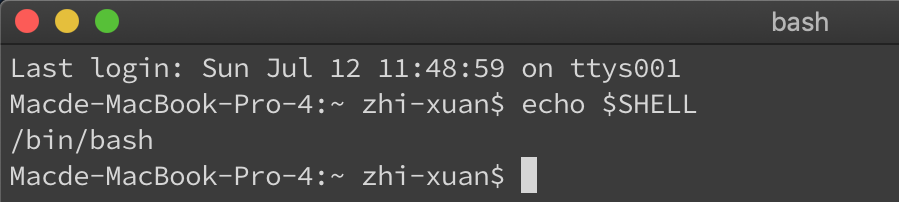 bash
Last login: Sun Jul 12 11:48:59 on ttys001
Macde-MacBook-Pro-4:~ zhi-xuan$ echo $SHELL
/bin/bash
Macde-MacBook-Pro-4:~ zhi-xuan$